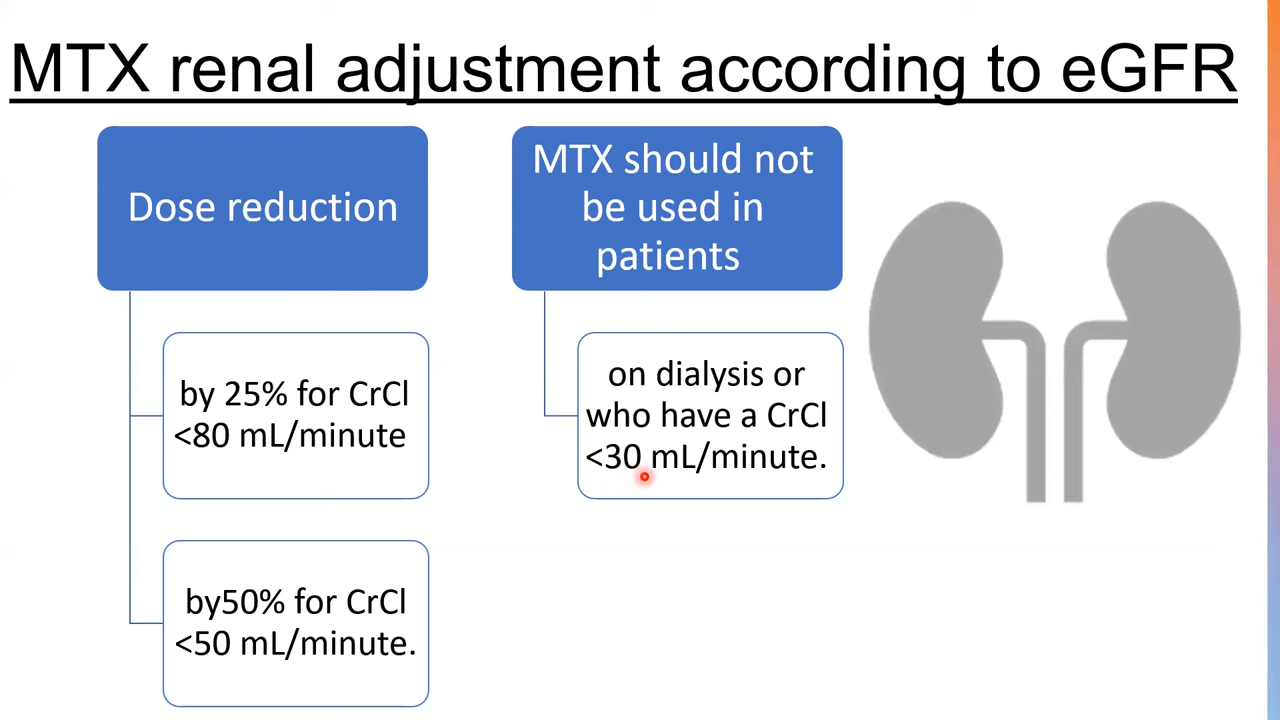 MTX renal adjustment according to eGFR
Dose reduction
by 25% for CrCl
<80 mL/minute
by50% for CrCl
<50 mL/minute.
MTX should not
be used in
patients
on dialysis or
who have a CrCl
<30 mL/minute.